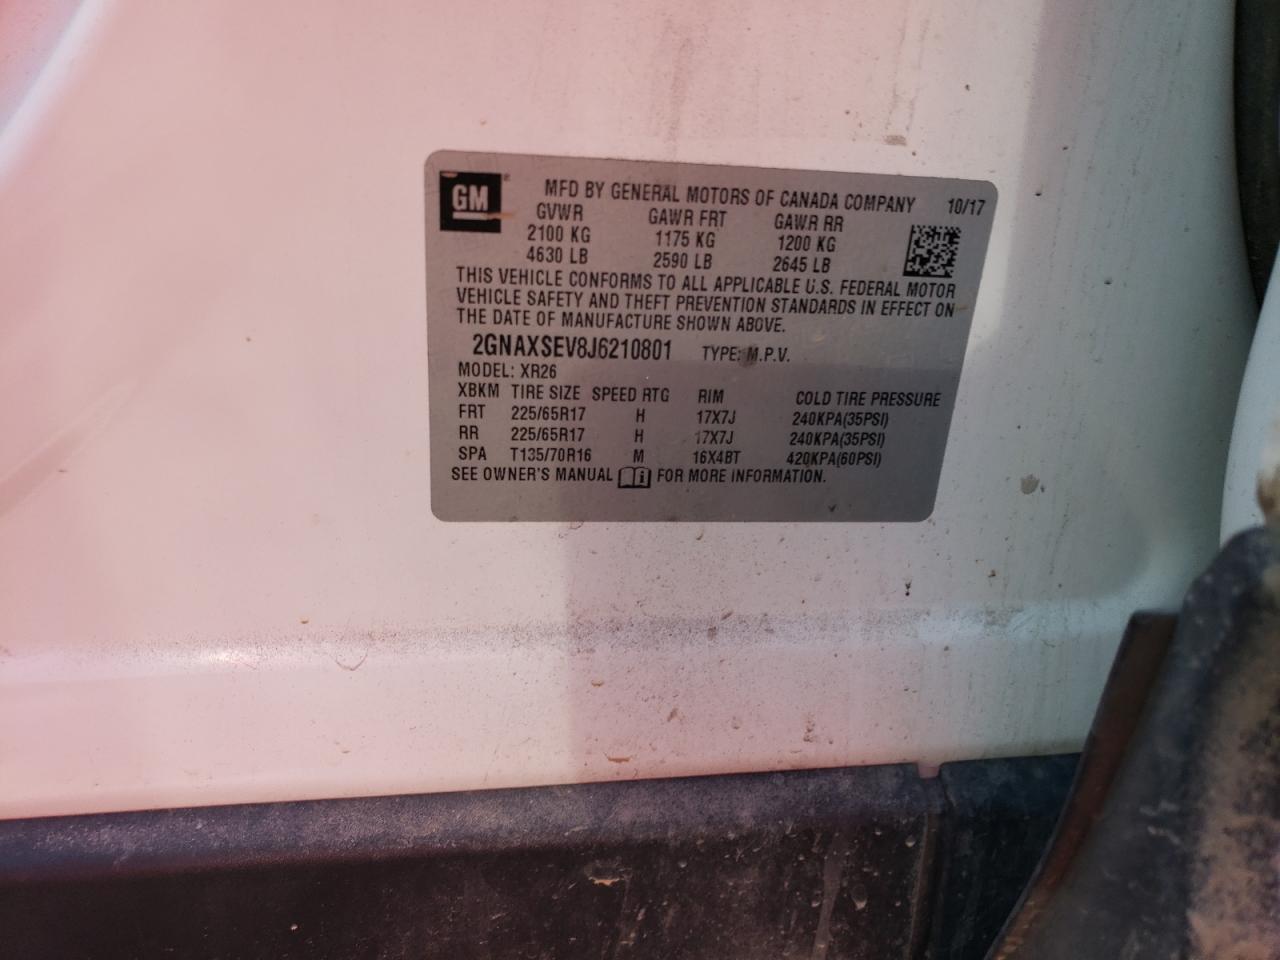 GM
MFD BY GENERAL MOTORS OF CANADA COMPANY 10/17
GVWR GAWR FRT GAWR RR
2100 KG 1175 KG 1200 KG
4630 LB 2590 LB 2645 LB
THIS VEHICLE CONFORMS TO ALL APPLICABLE U.S. FEDERAL MOTOR
VEHICLE SAFETY AND THEFT PREVENTION STANDARDS IN EFFECT ON
THE DATE OF MANUFACTURE SHOWN ABOVE.
2GNAXSEV8J6210801 TYPE: M.P.V.
MODEL: XR26
XBKM TIRE SIZE SPEED RTG RIM COLD TIRE PRESSURE
FRT 225/65R17 H 17X7J 240KPA(35PSI)
RR 225/65R17 H 17X7J 240KPA(35PSI)
SPA T135/70R16 M 16X4BT 420KPA(60PSI)
SEE OWNER'S MANUAL FOR MORE INFORMATION.